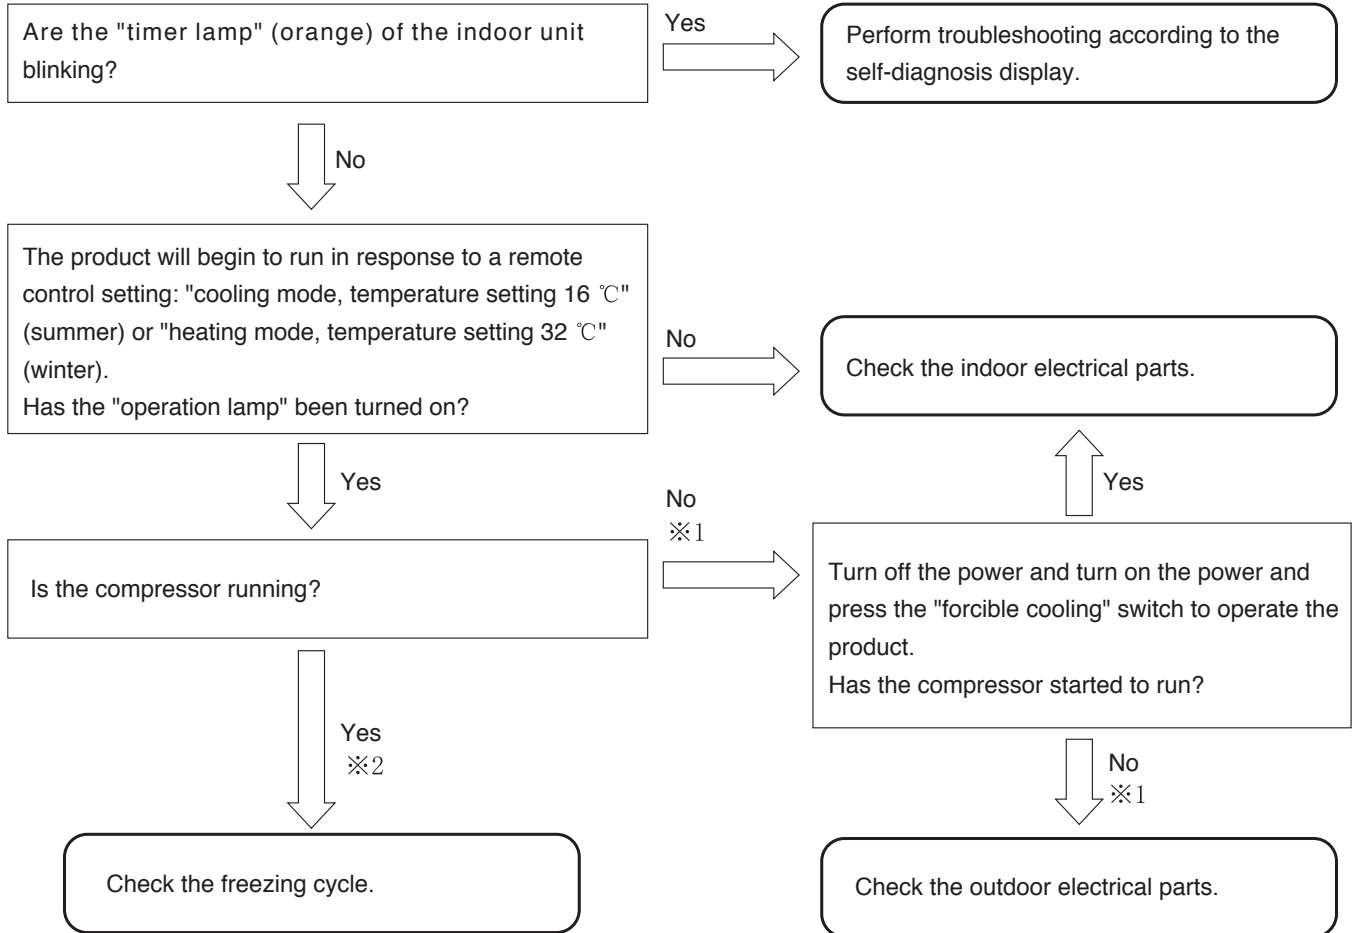 Are the "timer lamp" (orange) of the indoor unit
blinking?
Yes
Perform troubleshooting according to the
self-diagnosis display.
No
The product will begin to run in response to a remote
control setting: "cooling mode, temperature setting 16 ℃"
(summer) or "heating mode, temperature setting 32 ℃"
(winter).
Has the "operation lamp" been turned on?
No
Check the indoor electrical parts.
Yes
Yes
No
※1
Is the compressor running?
Turn off the power and turn on the power and
press the "forcible cooling" switch to operate the
product.
Has the compressor started to run?
Yes
※2
No
※1
Check the freezing cycle.
Check the outdoor electrical parts.